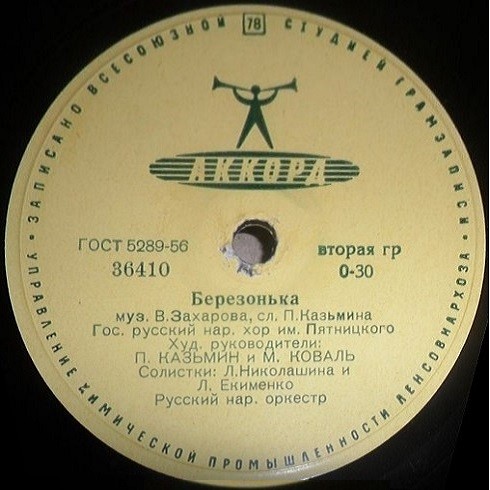 ЗАПИСАНО ВСЕСОЮЗНОЙ 78 СТУДИЕЙ ГРАМЗАПИСИ
АККОРД
ГОСТ 5289-56
36410
вторая гр
0-30
Березонька
муз. В.Захарова, сл. П.Казьмина
Гос. русский нар. хор им. Пятницкого
Худ. руководители:
П. КАЗЬМИН и М. КОВАЛЬ
Солистки: Л.Николашина и
Л. Екименко
Русский нар. оркестр
УПРАВЛЕНИЕ ХИМИЧЕСКОЙ ПРОМЫШЛЕННОСТИ ЛЕНСОВНАРХОЗА